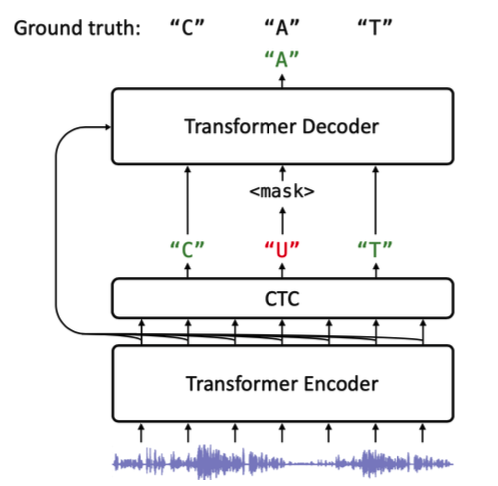 Ground truth: “C” “A” “T”
“A”
Transformer Decoder
<mask>
“C” “U” “T”
CTC
Transformer Encoder